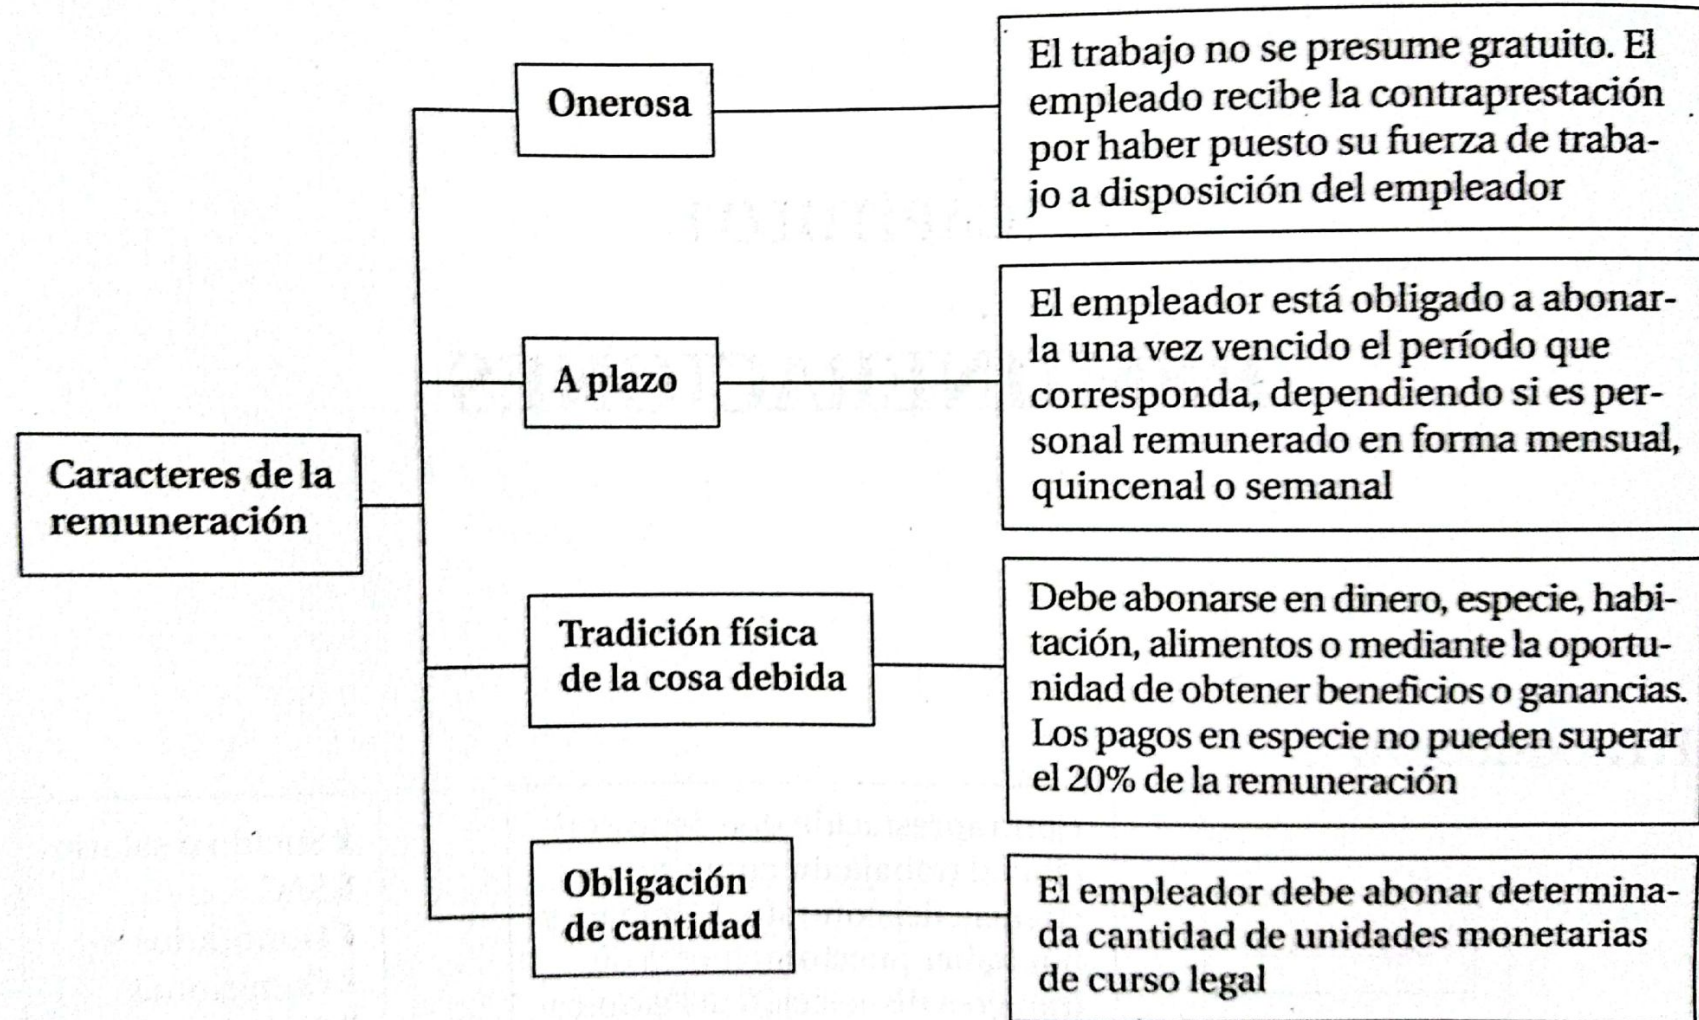 Caracteres de la
remuneración
Onerosa
El trabajo no se presume gratuito. El
empleado recibe la contraprestación
por haber puesto su fuerza de traba-
jo a disposición del empleador
A plazo
El empleador está obligado a abonar-
la una vez vencido el período que
corresponda, dependiendo si es per-
sonal remunerado en forma mensual,
quincenal o semanal
Tradición física
de la cosa debida
Debe abonarse en dinero, especie, habi-
tación, alimentos o mediante la oportu-
nidad de obtener beneficios o ganancias.
Los pagos en especie no pueden superar
el 20% de la remuneración
Obligación
de cantidad
El empleador debe abonar determina-
da cantidad de unidades monetarias
de curso legal